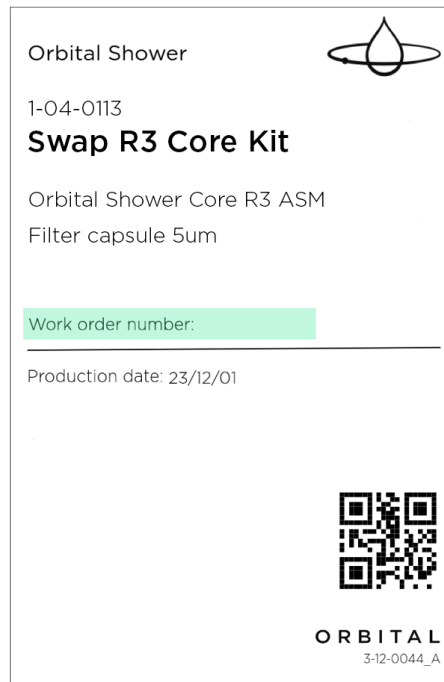 Orbital Shower
1-04-0113
Swap R3 Core Kit
Orbital Shower Core R3 ASM
Filter capsule 5um
Work order number:
Production date: 23/12/01
ORBITAL
3-12-0044_A